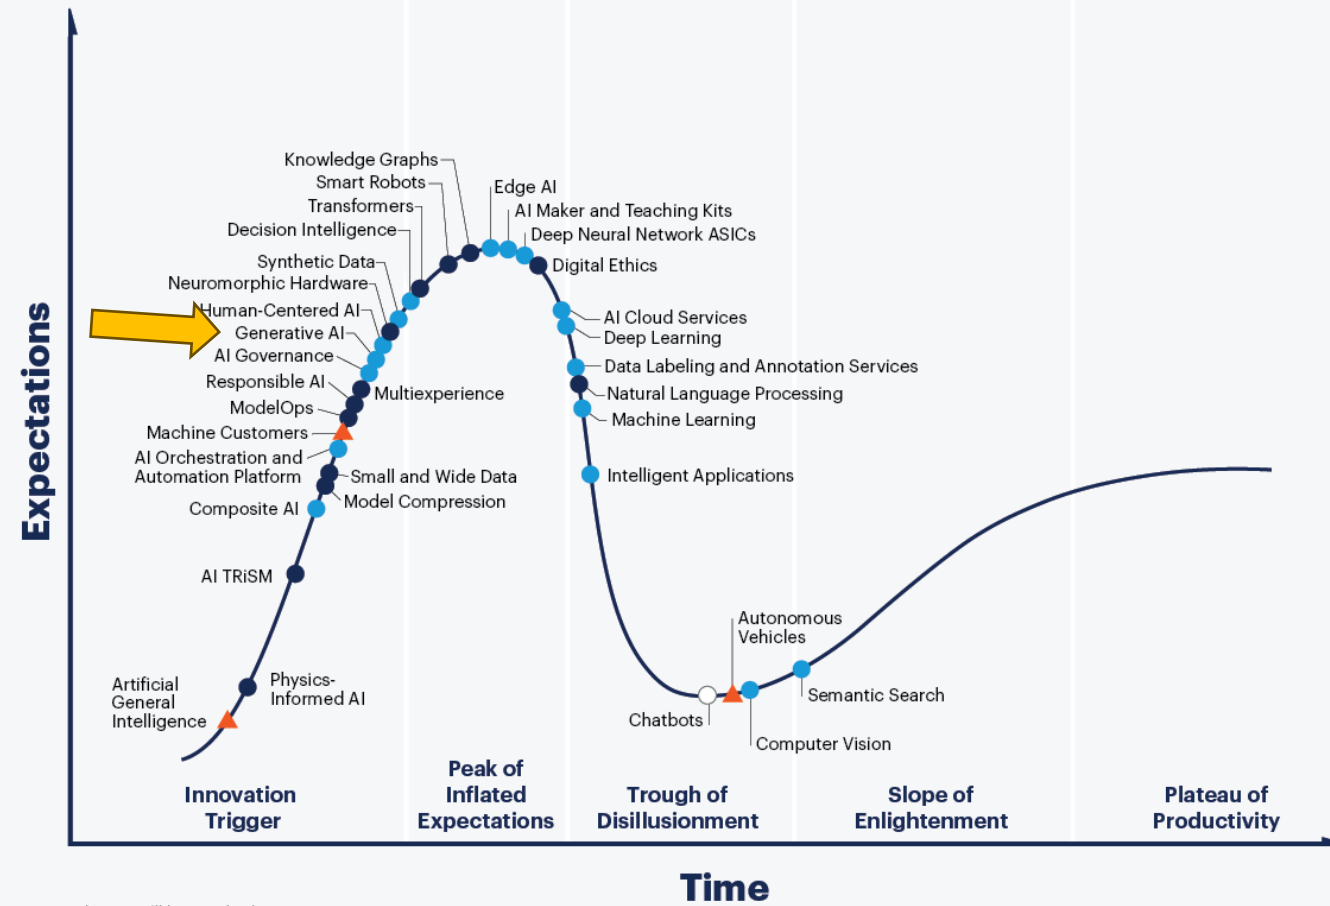 Knowledge Graphs
Smart Robots
Transformers
Decision Intelligence
Synthetic Data
Neuromorphic Hardware
Human-Centered AI
Generative AI
AI Governance
Responsible AI
Multiexperience
ModelOps
Machine Customers
AI Orchestration and
Automation Platform
Small and Wide Data
Model Compression
Composite AI
AI TRiSM
Physics-
Informed AI
Artificial
General
Intelligence
Edge AI
AI Maker and Teaching Kits
Deep Neural Network ASICs
Digital Ethics
AI Cloud Services
Deep Learning
Data Labeling and Annotation Services
Natural Language Processing
Machine Learning
Intelligent Applications
Autonomous
Vehicles
Chatbots
Semantic Search
Computer Vision
Expectations
Innovation
Trigger
Peak of
Inflated
Expectations
Trough of
Disillusionment
Slope of
Enlightenment
Plateau of
Productivity
Time